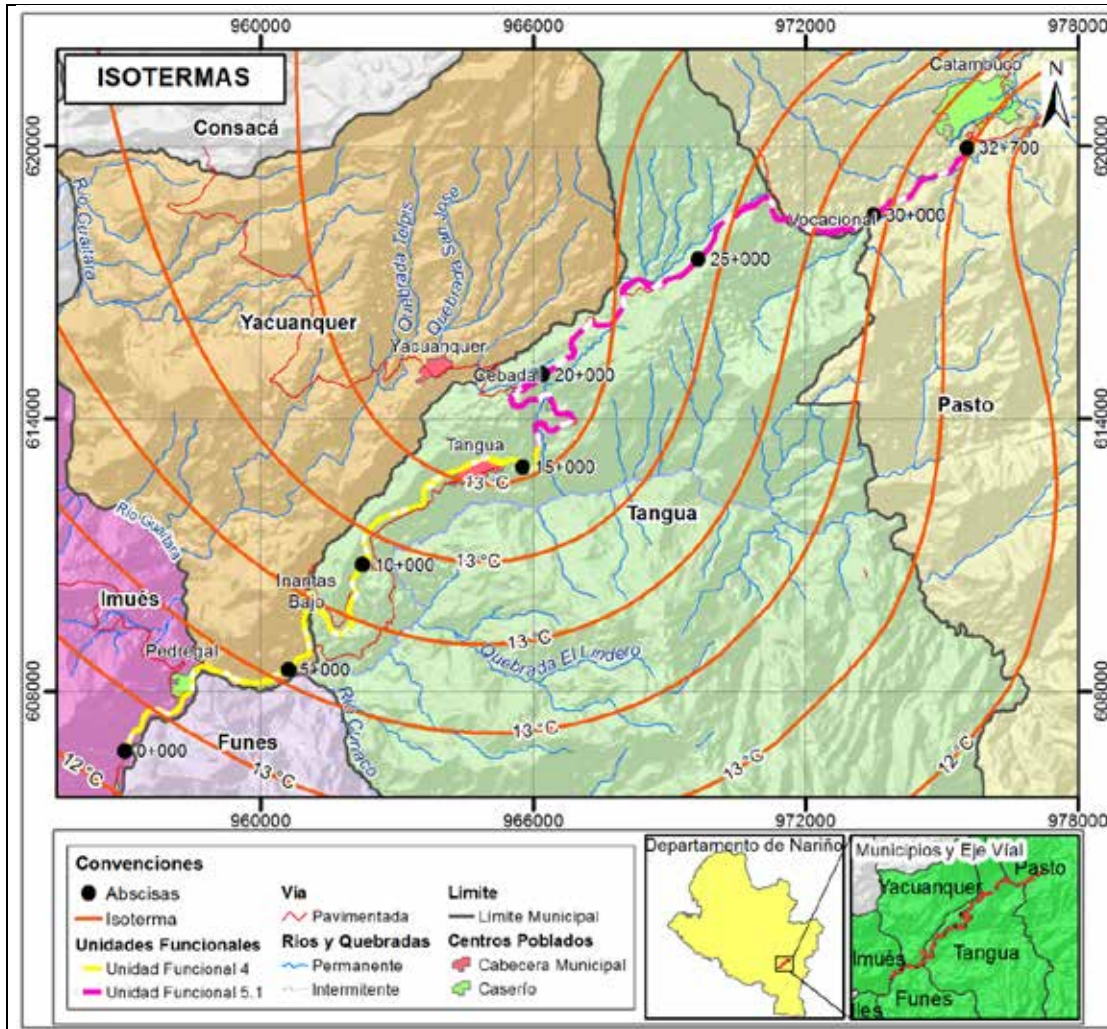 960000
966000
972000
978000
ISOTERMAS
Catambuco
N
Consacá
620000
620000
32+700
Río Guáitara
Vocacional
30+000
Quebrada Telpis
Quebrada San José
25+000
Yacuanquer
Yacuanquer
Cebada
20+000
614000
614000
Pasto
Tangua
15+000
13 °C
Tangua
Río Guáitara
13 °C
10+000
Inantas
Bajo
Imués
13 °C
Pedregal
Quebrada El Lindero
5+000
608000
608000
Funes
13 °C
0+000
12 °C
13 °C
13 °C
12 °C
960000
966000
972000
978000
Convenciones
Abscisas
Isoterma
Unidades Funcionales
Unidad Funcional 4
Unidad Funcional 5.1
Vía
Pavimentada
Ríos y Quebradas
Permanente
Intermitente
Límite
Límite Municipal
Centros Poblados
Cabecera Municipal
Caserío
Departamento de Nariño
Municipios y Eje Víal
Yacuanquer
Pasto
Imués
Tangua
Funes